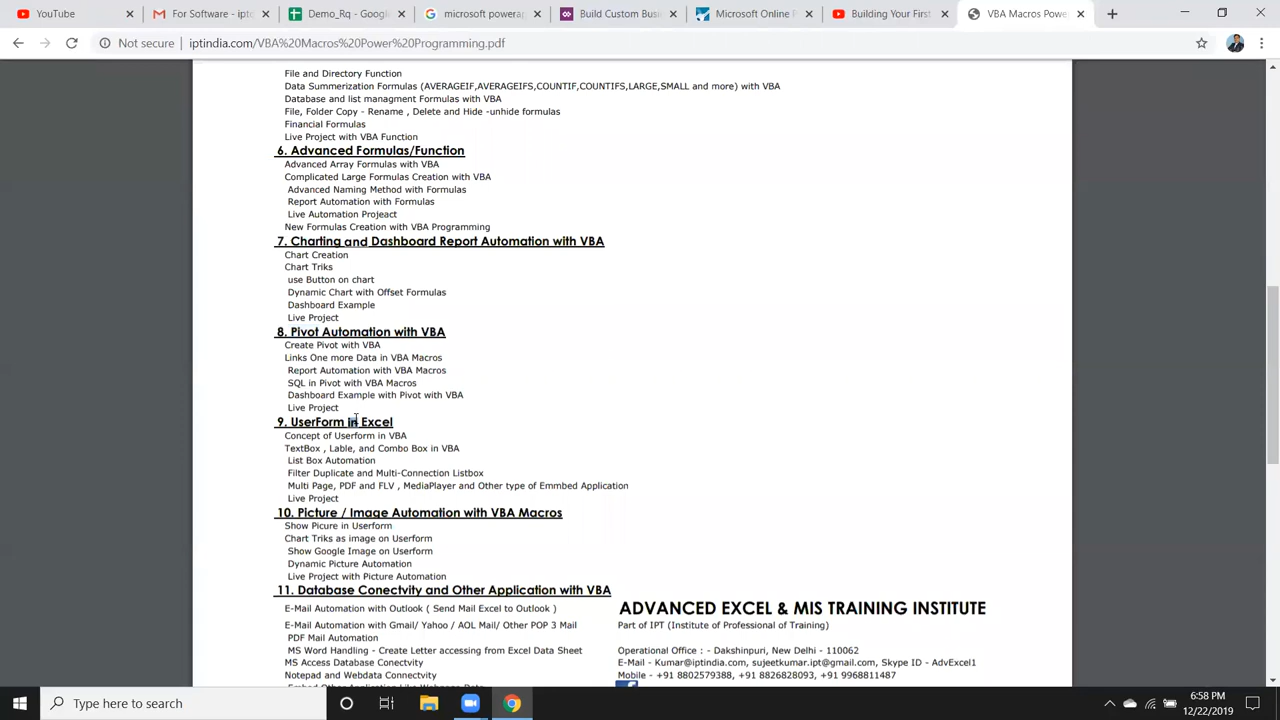 YouTube
For Software - ipt
Demo_Rq - Google
microsoft powera
Build Custom Busi
Microsoft Online P
Building Your First
VBA Macros Powe
Not secure
iptindia.com/VBA%20Macros%20Power%20Programming.pdf
File and Directory Function
Data Summerization Formulas (AVERAGEIF,AVERAGEIFS,COUNTIF,COUNTIFS,LARGE,SMALL and more) with VBA
Database and list managment Formulas with VBA
File, Folder Copy - Rename , Delete and Hide -unhide formulas
Financial Formulas
Live Project with VBA Function
6. Advanced Formulas/Function
Advanced Array Formulas with VBA
Complicated Large Formulas Creation with VBA
Advanced Naming Method with Formulas
Report Automation with Formulas
Live Automation Projeact
New Formulas Creation with VBA Programming
7. Charting and Dashboard Report Automation with VBA
Chart Creation
Chart Triks
use Button on chart
Dynamic Chart with Offset Formulas
Dashboard Example
Live Project
8. Pivot Automation with VBA
Create Pivot with VBA
Links One more Data in VBA Macros
Report Automation with VBA Macros
SQL in Pivot with VBA Macros
Dashboard Example with Pivot with VBA
Live Project
9. UserForm in Excel
Concept of Userform in VBA
TextBox , Lable, and Combo Box in VBA
List Box Automation
Filter Duplicate and Multi-Connection Listbox
Multi Page, PDF and FLV , MediaPlayer and Other type of Emmbed Application
Live Project
10. Picture / Image Automation with VBA Macros
Show Picure in Userform
Chart Triks as image on Userform
Show Google Image on Userform
Dynamic Picture Automation
Live Project with Picture Automation
11. Database Conectvity and Other Application with VBA
E-Mail Automation with Outlook ( Send Mail Excel to Outlook )
E-Mail Automation with Gmail/ Yahoo / AOL Mail/ Other POP 3 Mail
PDF Mail Automation
MS Word Handling - Create Letter accessing from Excel Data Sheet
MS Access Database Conectvity
Notepad and Webdata Connectvity
ADVANCED EXCEL & MIS TRAINING INSTITUTE
Part of IPT (Institute of Professional of Training)
Operational Office : - Dakshinpuri, New Delhi - 110062
E-Mail - Kumar@iptindia.com, sujeetkumar.ipt@gmail.com, Skype ID - AdvExcel1
Mobile - +91 8802579388, +91 8826828093, +91 9968811487
Type here to search
6:58 PM
12/22/2019